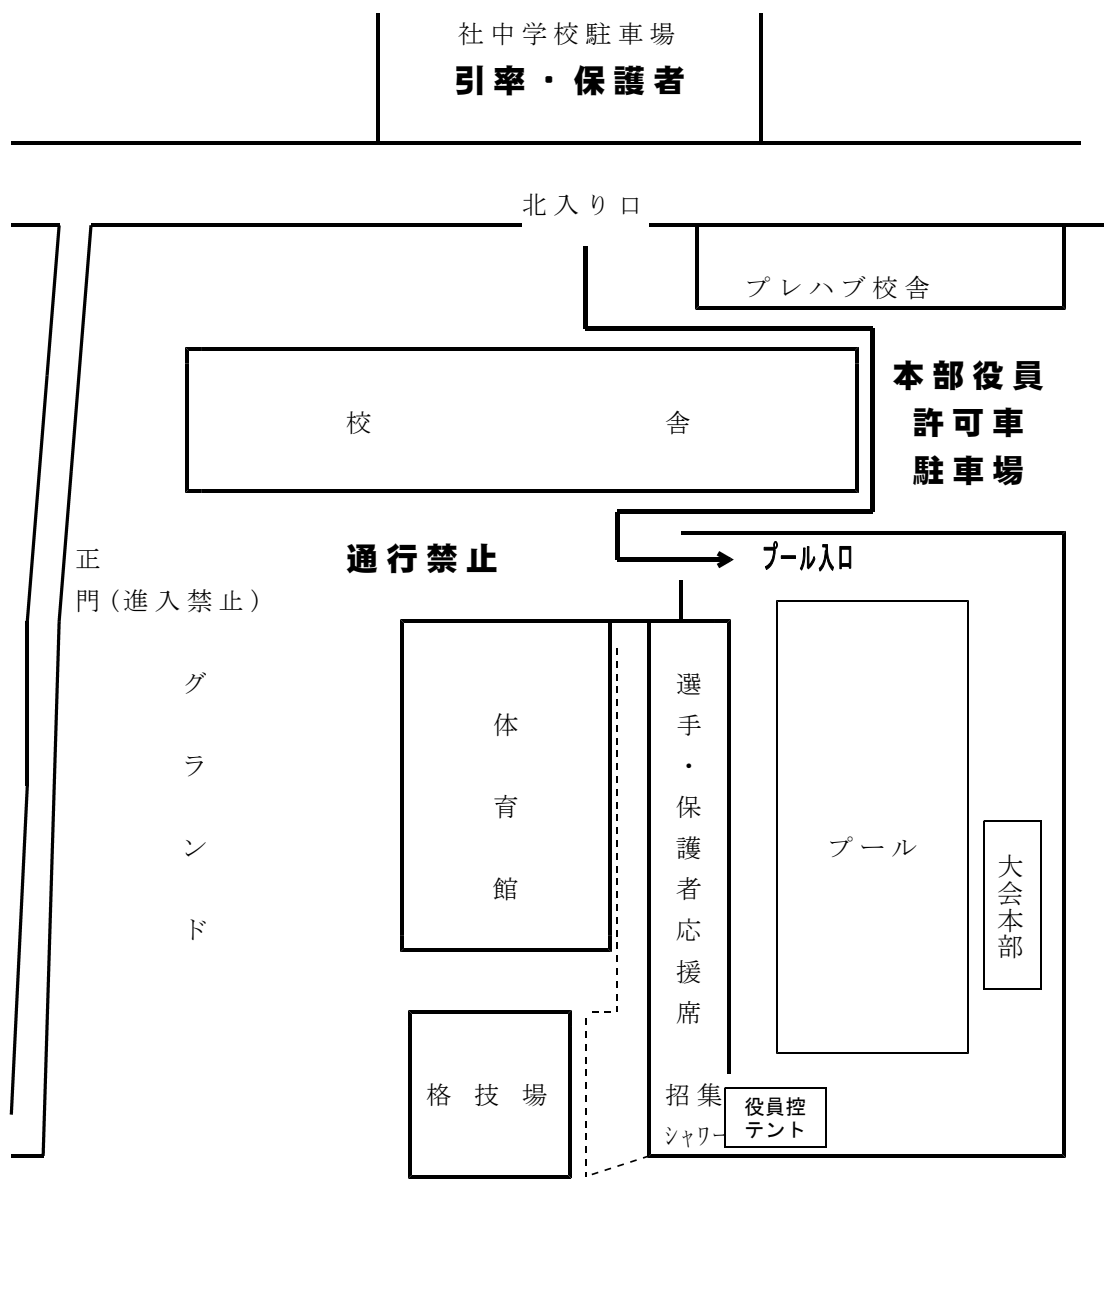 社中学校駐車場
引率・保護者
北入り口
プレハブ校舎
本部役員
許可車
駐車場
校　　舎
正
門(進入禁止)
通行禁止
プール入口
グランド
体育館
選手・保護者応援席
プール
大会本部
格技場
招集
シャワー
役員控
テント